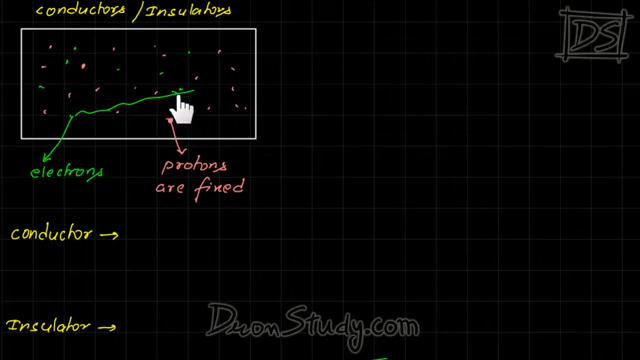 conductors / Insulators
DS
electrons
protons
are fixed
conductor →
DronStudy.com
Insulator →